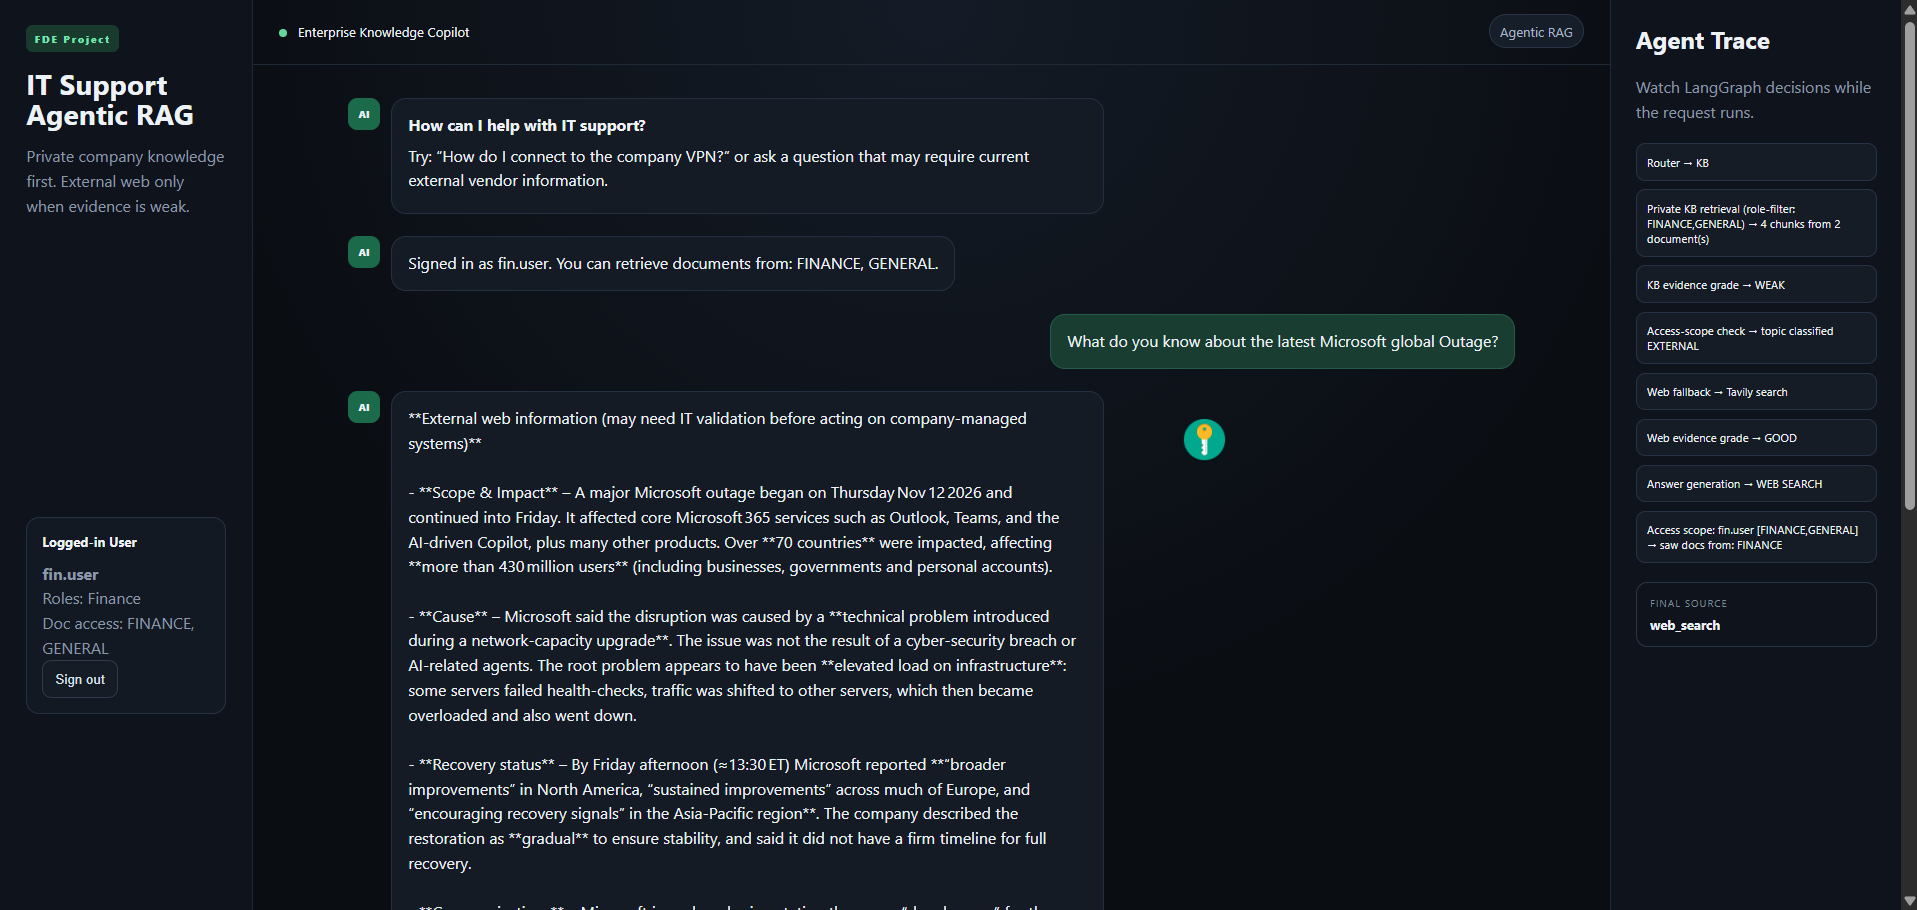 FDE Project
IT Support
Agentic RAG
Private company knowledge
first. External web only
when evidence is weak.
Logged-in User
fin.user
Roles: Finance
Doc access: FINANCE,
GENERAL
Sign out
Enterprise Knowledge Copilot
Agentic RAG
AI
How can I help with IT support?
Try: “How do I connect to the company VPN?” or ask a question that may require current
external vendor information.
AI
Signed in as fin.user. You can retrieve documents from: FINANCE, GENERAL.
What do you know about the latest Microsoft global Outage?
AI
**External web information (may need IT validation before acting on company-managed
systems)**
- **Scope & Impact** – A major Microsoft outage began on Thursday Nov 12 2026 and
continued into Friday. It affected core Microsoft 365 services such as Outlook, Teams, and the
AI-driven Copilot, plus many other products. Over **70 countries** were impacted, affecting
**more than 430 million users** (including businesses, governments and personal accounts).
- **Cause** – Microsoft said the disruption was caused by a **technical problem introduced
during a network-capacity upgrade**. The issue was not the result of a cyber-security breach or
AI-related agents. The root problem appears to have been **elevated load on infrastructure**:
some servers failed health-checks, traffic was shifted to other servers, which then became
overloaded and also went down.
- **Recovery status** – By Friday afternoon (≈13:30 ET) Microsoft reported **“broader
improvements” in North America, “sustained improvements” across much of Europe, and
“encouraging recovery signals” in the Asia-Pacific region**. The company described the
restoration as **gradual** to ensure stability, and said it did not have a firm timeline for full
recovery.
Agent Trace
Watch LangGraph decisions while
the request runs.
Router → KB
Private KB retrieval (role-filter:
FINANCE,GENERAL) → 4 chunks from 2
document(s)
KB evidence grade → WEAK
Access-scope check → topic classified
EXTERNAL
Web fallback → Tavily search
Web evidence grade → GOOD
Answer generation → WEB SEARCH
Access scope: fin.user [FINANCE,GENERAL]
→ saw docs from: FINANCE
FINAL SOURCE
web_search